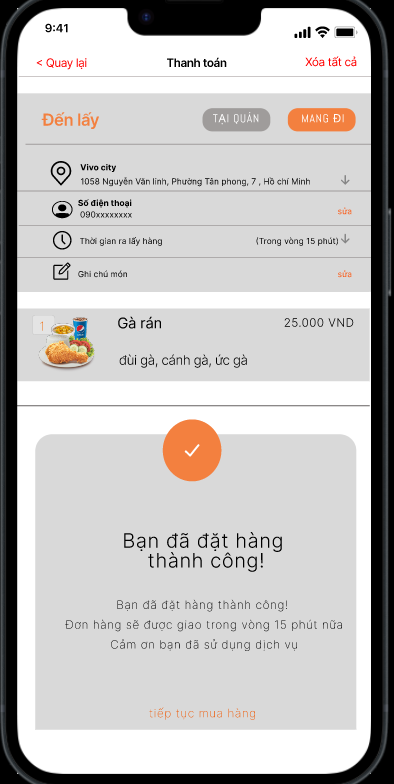 9:41
< Quay lại
Thanh toán
Xóa tất cả
Đến lấy
TẠI QUÁN
MANG ĐI
Vivo city
1058 Nguyễn Văn linh, Phường Tân phong, 7 , Hồ chí Minh
Số điện thoại
090xxxxxxxx
sửa
Thời gian ra lấy hàng
(Trong vòng 15 phút)
Ghi chú món
sửa
1
Gà rán
25.000 VND
đùi gà, cánh gà, ức gà
Bạn đã đặt hàng
thành công!
Bạn đã đặt hàng thành công!
Đơn hàng sẽ được giao trong vòng 15 phút nữa
Cảm ơn bạn đã sử dụng dịch vụ
tiếp tục mua hàng